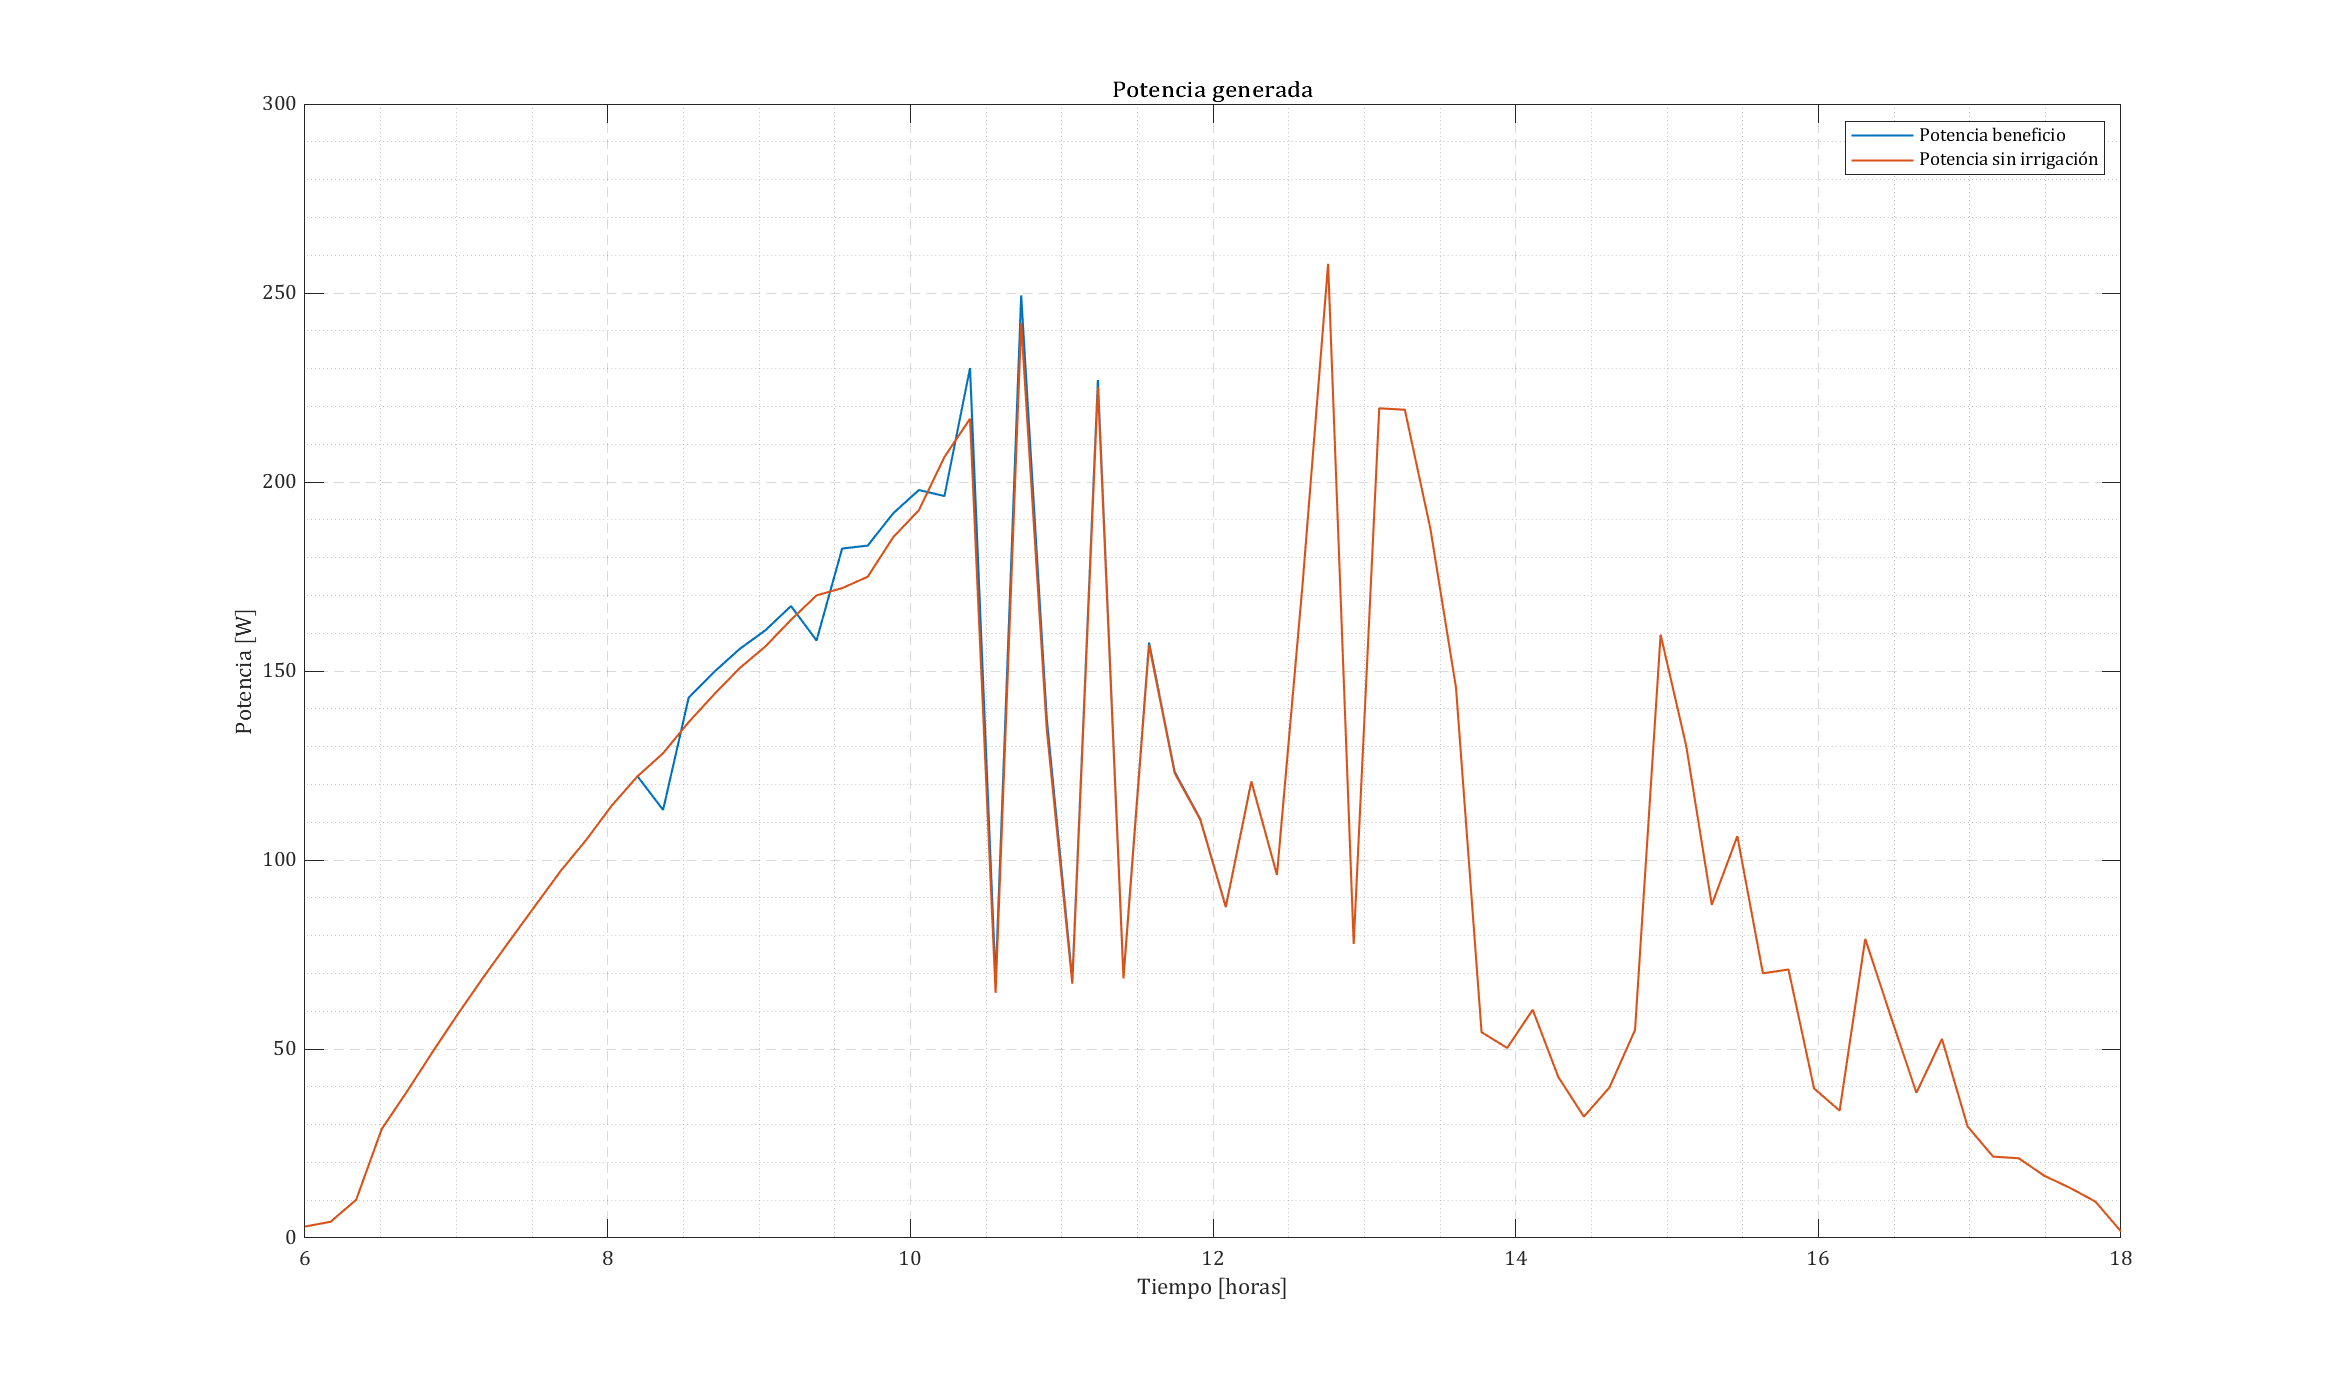 Potencia generada
300
250
200
150
100
50
0
Potencia [W]
Potencia beneficio
Potencia sin irrigación
6 8 10 12 14 16 18
Tiempo [horas]